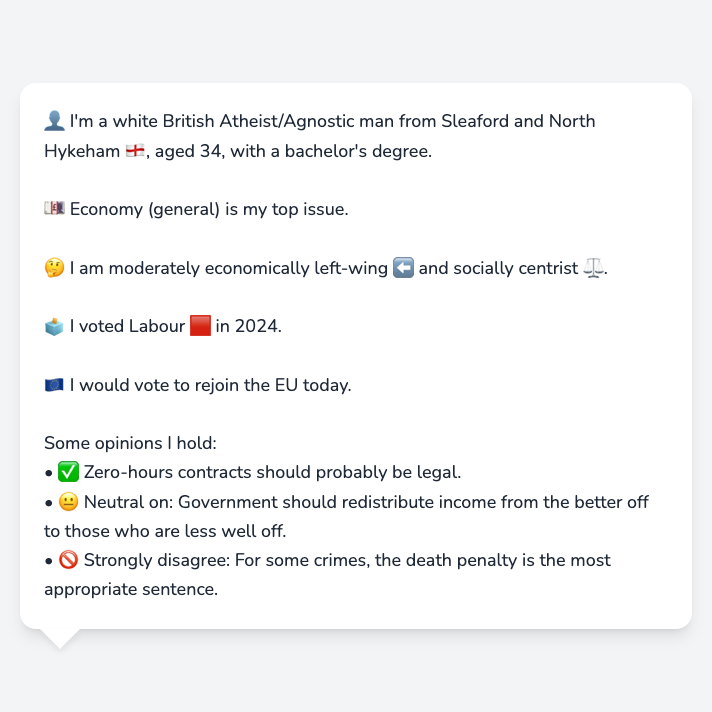 👤 I'm a white British Atheist/Agnostic man from Sleaford and North
Hykeham 🏴󠁧󠁢󠁥󠁮󠁧󠁿, aged 34, with a bachelor's degree.
💷 Economy (general) is my top issue.
🤔 I am moderately economically left-wing ⬅️ and socially centrist ⚖️.
🗳️ I voted Labour 🟥 in 2024.
🇪🇺 I would vote to rejoin the EU today.
Some opinions I hold:
• ✅ Zero-hours contracts should probably be legal.
• 😐 Neutral on: Government should redistribute income from the better off
to those who are less well off.
• 🚫 Strongly disagree: For some crimes, the death penalty is the most
appropriate sentence.